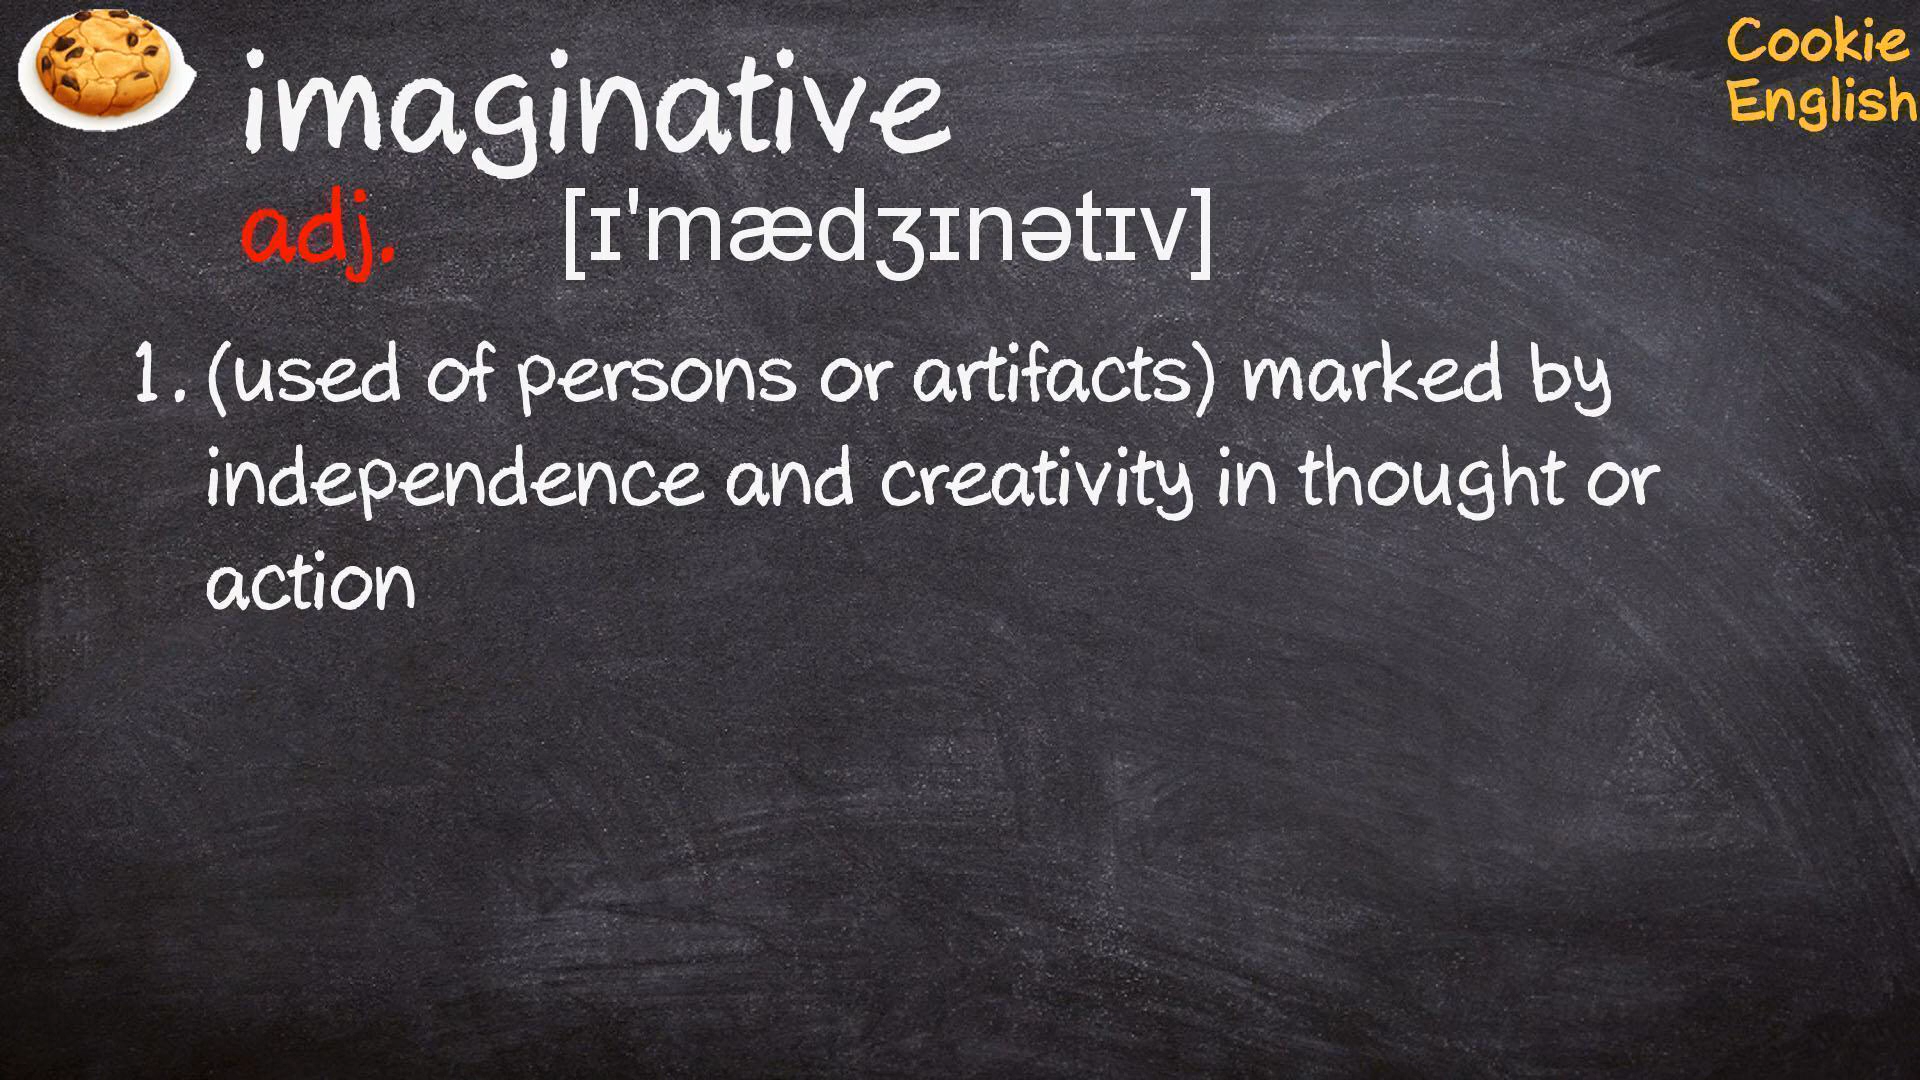 imaginative
Cookie
English
adj. [ɪ'mædʒɪnətɪv]
1. (used of persons or artifacts) marked by
independence and creativity in thought or
action